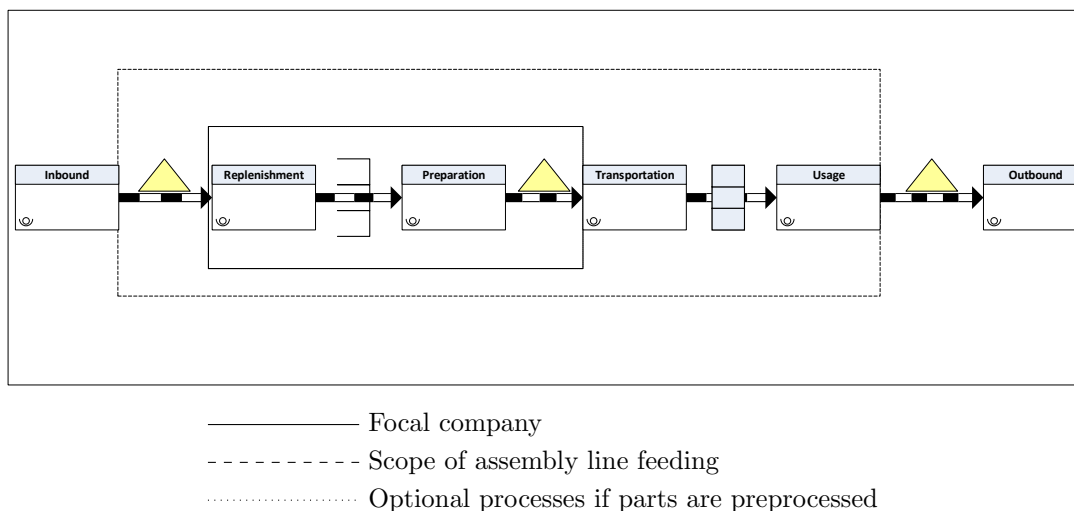 Inbound
Replenishment
Preparation
Transportation
Usage
Outbound
Focal company
Scope of assembly line feeding
Optional processes if parts are preprocessed